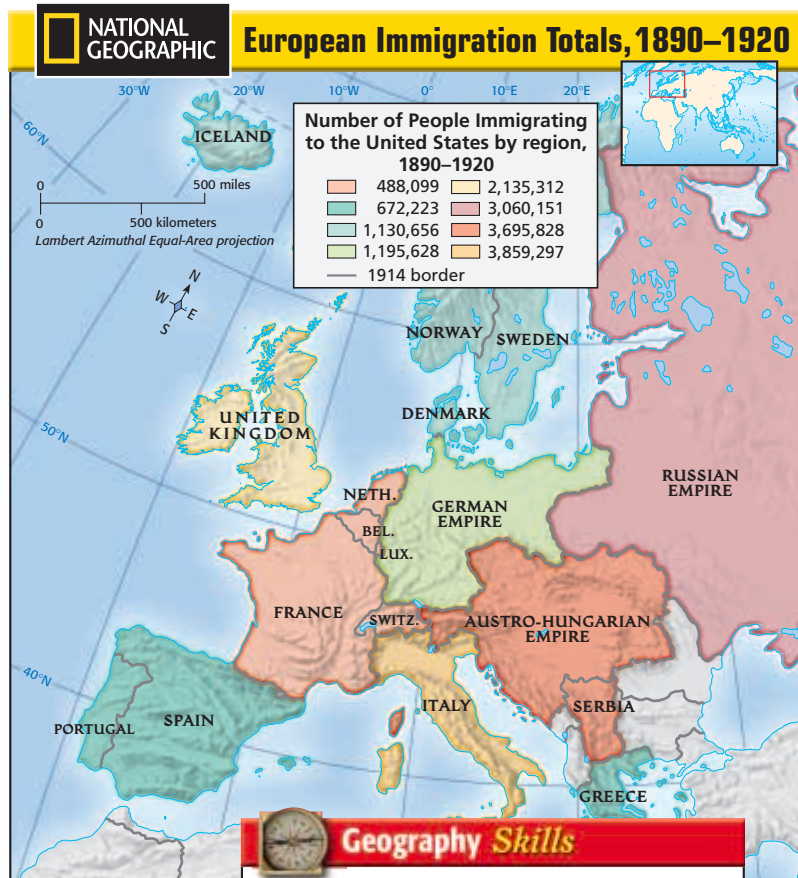 NATIONAL
GEOGRAPHIC
European Immigration Totals, 1890–1920
30°W
20°W
10°W
0°
10°E
20°E
60°N
ICELAND
Number of People Immigrating
to the United States by region,
1890–1920
488,099
2,135,312
672,223
3,060,151
1,130,656
3,695,828
1,195,628
3,859,297
1914 border
0
500 miles
0
500 kilometers
Lambert Azimuthal Equal-Area projection
N
W
E
S
NORWAY
SWEDEN
DENMARK
UNITED
KINGDOM
50°N
NETH.
GERMAN
EMPIRE
RUSSIAN
EMPIRE
BEL.
LUX.
FRANCE
SWITZ.
AUSTRO-HUNGARIAN
EMPIRE
40°N
PORTUGAL
SPAIN
ITALY
SERBIA
GREECE
Geography Skills